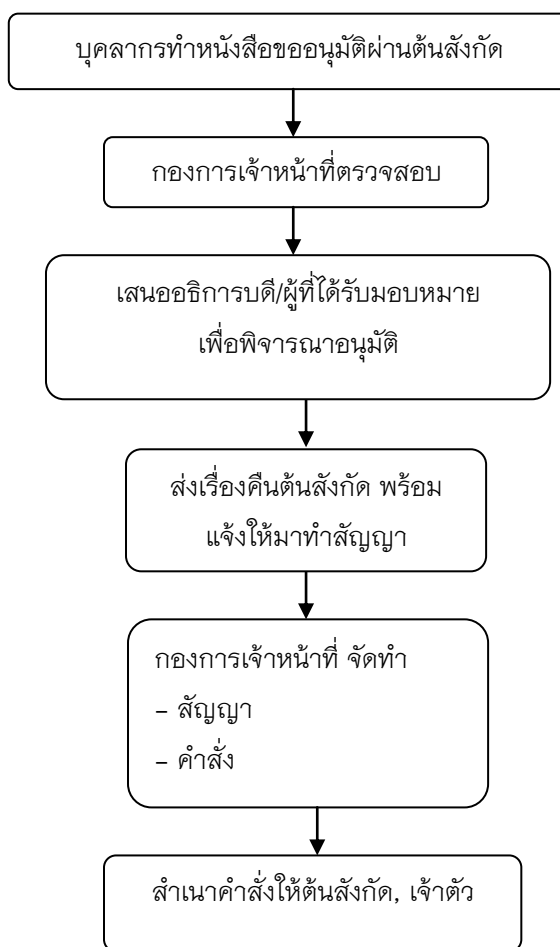 บุคลากรทำหนังสือขออนุมัติผ่านต้นสังกัด
กองการเจ้าหน้าที่ตรวจสอบ
เสนออธิการบดี/ผู้ที่ได้รับมอบหมาย
เพื่อพิจารณาอนุมัติ
ส่งเรื่องคืนต้นสังกัด พร้อม
แจ้งให้มาทำสัญญา
กองการเจ้าหน้าที่ จัดทำ
– สัญญา
– คำสั่ง
สำเนาคำสั่งให้ต้นสังกัด, เจ้าตัว